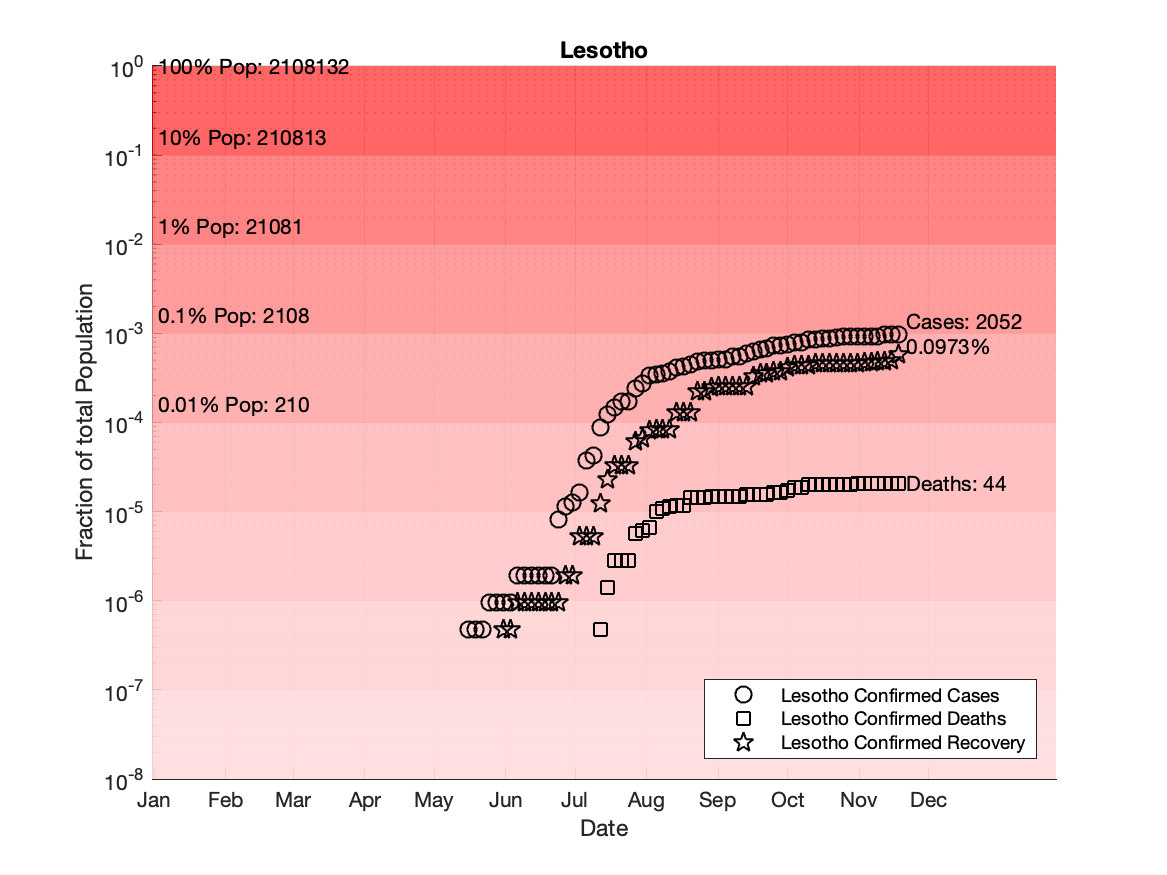 Lesotho
10^0
100% Pop: 2108132
10% Pop: 210813
10^-1
1% Pop: 21081
10^-2
0.1% Pop: 2108
10^-3
Cases: 2052
0.0973%
0.01% Pop: 210
10^-4
Deaths: 44
10^-5
10^-6
10^-7
10^-8
Fraction of total Population
Lesotho Confirmed Cases
Lesotho Confirmed Deaths
Lesotho Confirmed Recovery
Jan Feb Mar Apr May Jun Jul Aug Sep Oct Nov Dec
Date